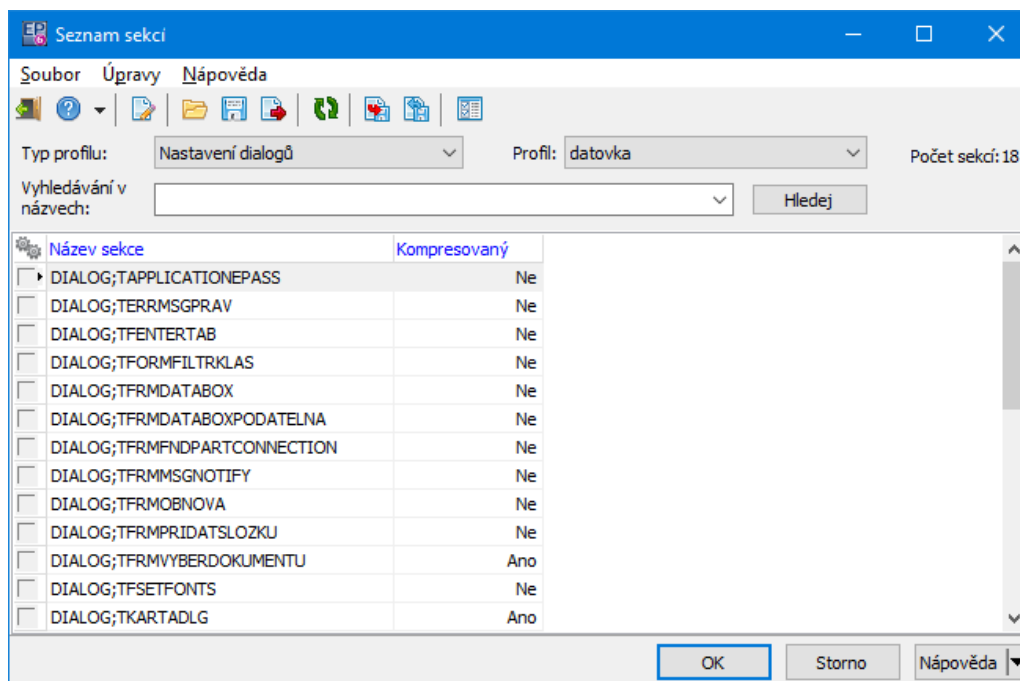 Seznam sekcí
Soubor Úpravy Nápověda
Typ profilu: Nastavení dialogů Profil: datovka Počet sekcí: 18
Vyhledávání v názvech: Hledej
Název sekce Kompresovaný
DIALOG;TAPPLICATIONEPASS Ne
DIALOG;TERRMSGPRAV Ne
DIALOG;TFENTERTAB Ne
DIALOG;TFORMFILTRKLAS Ne
DIALOG;TFRMDATABOX Ne
DIALOG;TFRMDATABOXPODATELNA Ne
DIALOG;TFRMFNDPARTCONNECTION Ne
DIALOG;TFRMMSGNOTIFY Ne
DIALOG;TFRMOBNOVA Ne
DIALOG;TFRMPRIDATSLOZKU Ne
DIALOG;TFRMVYBERDOKUMENTU Ano
DIALOG;TFSETFONTS Ne
DIALOG;TKARTADLG Ano
OK Storno Nápověda